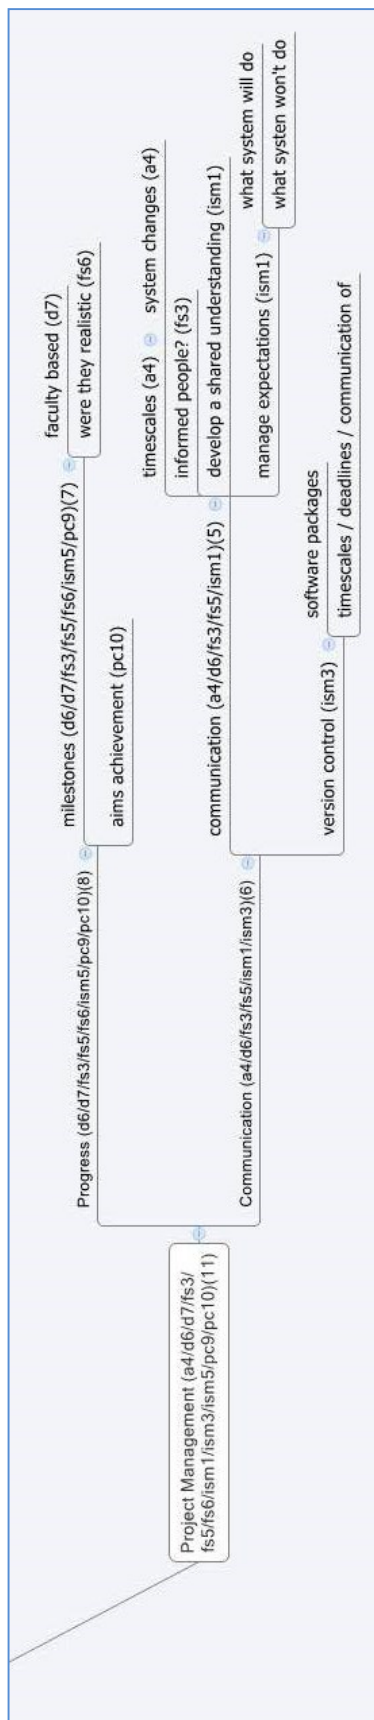 Project Management (a4/d6/d7/fs3/
fs5/fs6/ism1/ism3/ism5/pc9/pc10)(11)
Progress (d6/d7/fs3/fs5/fs6/ism5/pc9/pc10)(8)
milestones (d6/d7/fs3/fs5/fs6/ism5/pc9)(7)
faculty based (d7)
were they realistic (fs6)
aims achievement (pc10)
Communication (a4/d6/fs3/fs5/ism1/ism3)(6)
communication (a4/d6/fs3/fs5/ism1)(5)
timescales (a4)
system changes (a4)
informed people? (fs3)
develop a shared understanding (ism1)
manage expectations (ism1)
what system will do
what systen won't do
version control (ism3)
software packages
timescales / deadlines / communication of